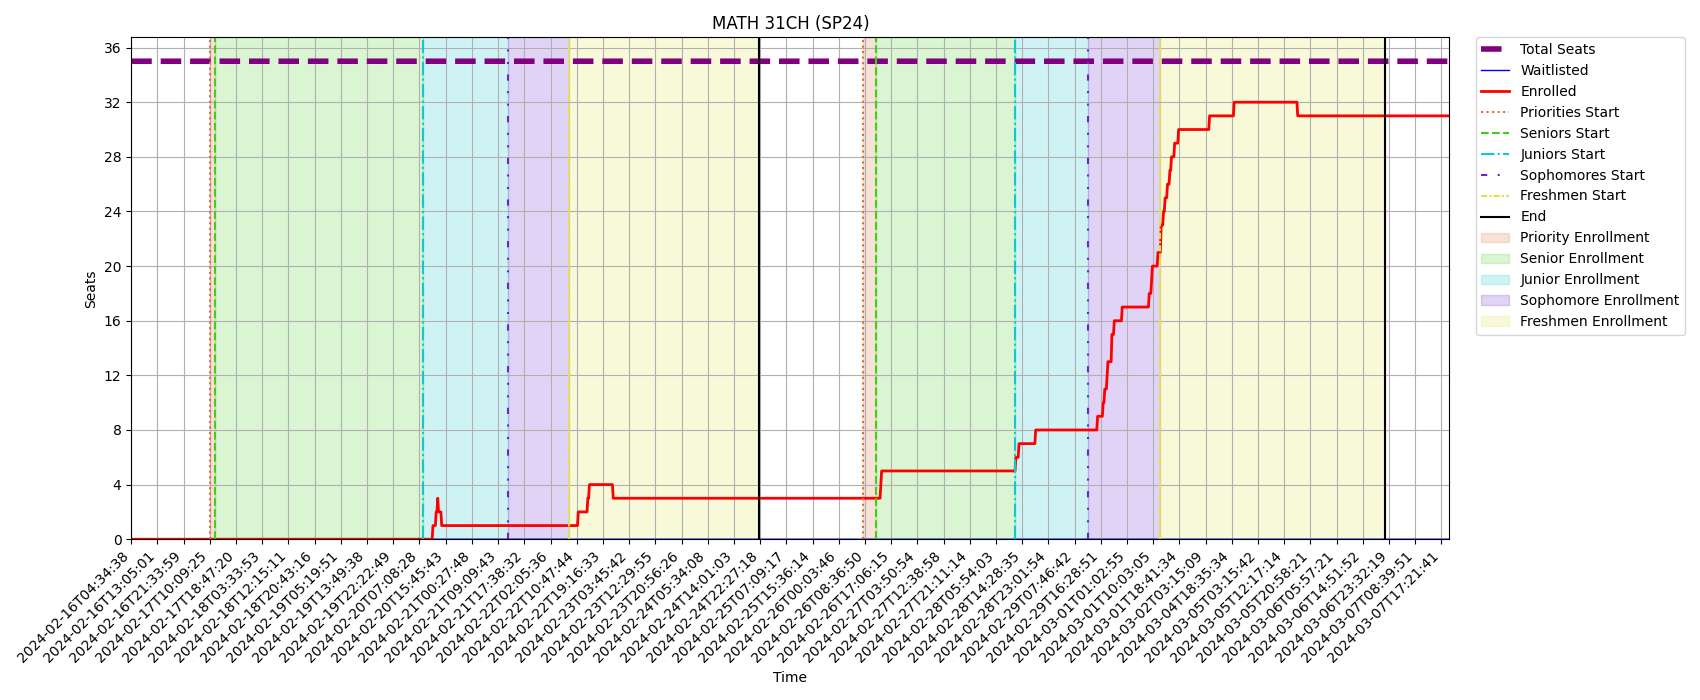 MATH 31CH (SP24)
36
32
28
24
20
16
12
8
4
0
Seats
2024-02-16T04:34:38
2024-02-16T13:05:01
2024-02-16T21:33:59
2024-02-17T10:09:25
2024-02-17T18:47:20
2024-02-18T03:33:53
2024-02-18T12:15:11
2024-02-18T20:43:16
2024-02-19T05:19:51
2024-02-19T13:49:38
2024-02-19T22:22:49
2024-02-20T07:08:28
2024-02-20T15:45:43
2024-02-21T00:27:48
2024-02-21T09:09:43
2024-02-21T17:38:32
2024-02-22T02:05:36
2024-02-22T10:47:44
2024-02-22T19:16:33
2024-02-23T03:45:42
2024-02-23T12:29:55
2024-02-23T20:56:28
2024-02-24T05:34:08
2024-02-24T14:01:03
2024-02-24T22:27:18
2024-02-25T07:09:17
2024-02-25T15:36:14
2024-02-26T00:03:46
2024-02-26T08:36:50
2024-02-26T17:06:15
2024-02-27T03:50:54
2024-02-27T12:38:58
2024-02-27T21:11:14
2024-02-28T05:54:03
2024-02-28T14:28:35
2024-02-28T23:01:54
2024-02-29T07:46:42
2024-02-29T16:28:51
2024-03-01T01:02:55
2024-03-01T10:03:05
2024-03-01T18:41:34
2024-03-02T03:15:09
2024-03-04T18:35:34
2024-03-05T03:15:42
2024-03-05T12:17:14
2024-03-05T20:58:21
2024-03-06T05:57:21
2024-03-06T14:51:52
2024-03-06T23:32:19
2024-03-07T08:39:51
2024-03-07T17:21:41
Time
Total Seats
Waitlisted
Enrolled
Priorities Start
Seniors Start
Juniors Start
Sophomores Start
Freshmen Start
End
Priority Enrollment
Senior Enrollment
Junior Enrollment
Sophomore Enrollment
Freshmen Enrollment